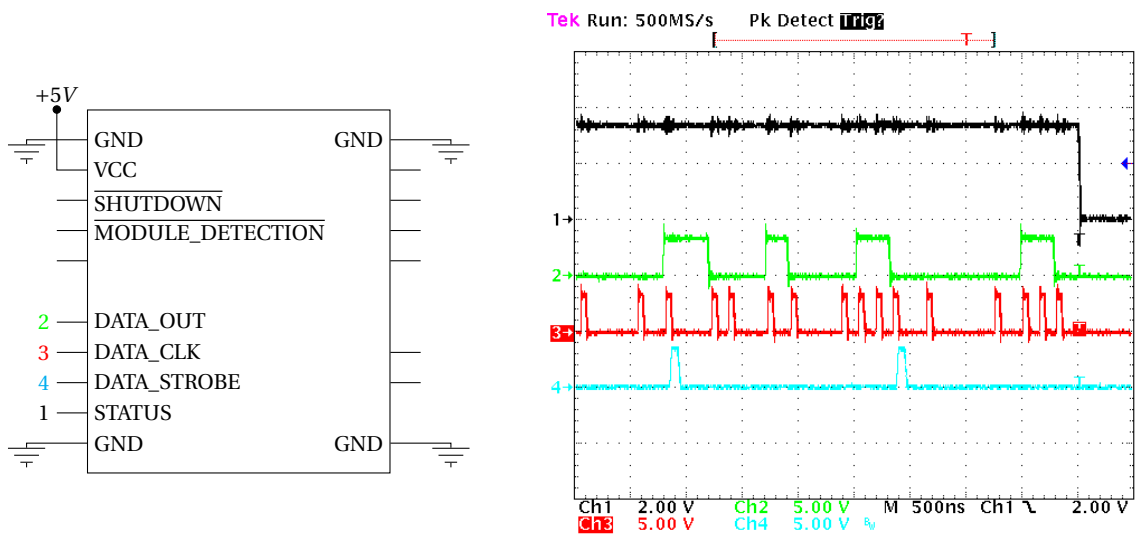 +5V
GND GND
VCC
SHUTDOWN
MODULE_DETECTION
2 DATA_OUT
3 DATA_CLK
4 DATA_STROBE
1 STATUS
GND GND
Tek Run: 500MS/s Pk Detect Trig?
T
1
2
3
4
T
T
T
T
Ch1 2.00 V Ch2 5.00 V M 500ns Ch1 2.00 V
Ch3 5.00 V Ch4 5.00 V BW